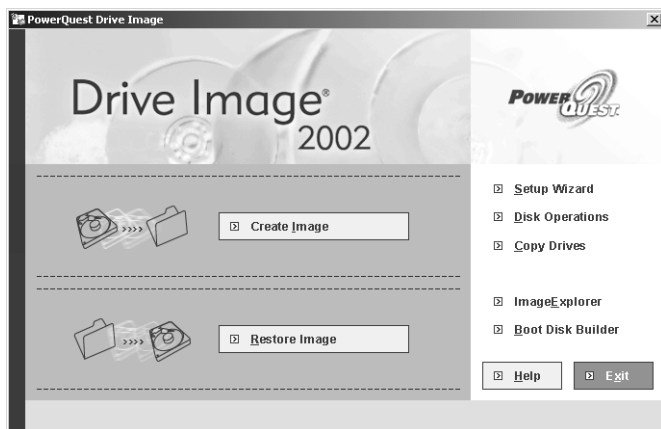 PowerQuest Drive Image
Drive Image®
2002
POWER
QUEST
Create Image
Restore Image
Setup Wizard
Disk Operations
Copy Drives
ImageExplorer
Boot Disk Builder
Help
Exit